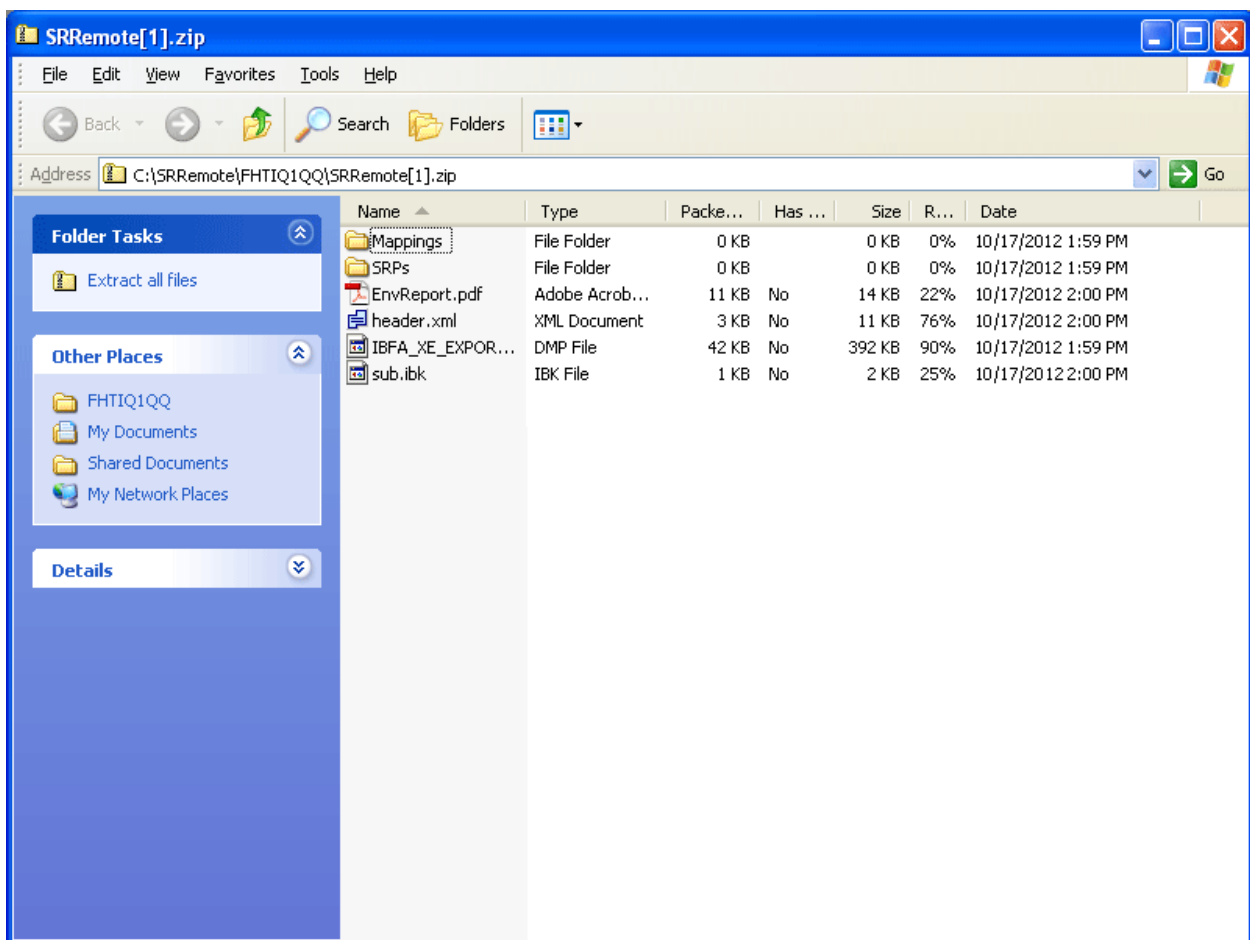 SRRemote[1].zip
File Edit View Favorites Tools Help
Back Search Folders
Address C:\SRRemote\FHTIQ1QQ\SRRemote[1].zip Go
Folder Tasks
Extract all files
Other Places
FHTIQ1QQ
My Documents
Shared Documents
My Network Places
Details
Name Type Packe... Has ... Size R... Date
Mappings File Folder 0 KB 0 KB 0% 10/17/2012 1:59 PM
SRPs File Folder 0 KB 0 KB 0% 10/17/2012 1:59 PM
EnvReport.pdf Adobe Acrob... 11 KB No 14 KB 22% 10/17/2012 2:00 PM
header.xml XML Document 3 KB No 11 KB 76% 10/17/2012 2:00 PM
IBFA_XE_EXPOR... DMP File 42 KB No 392 KB 90% 10/17/2012 1:59 PM
sub.ibk IBK File 1 KB No 2 KB 25% 10/17/2012 2:00 PM